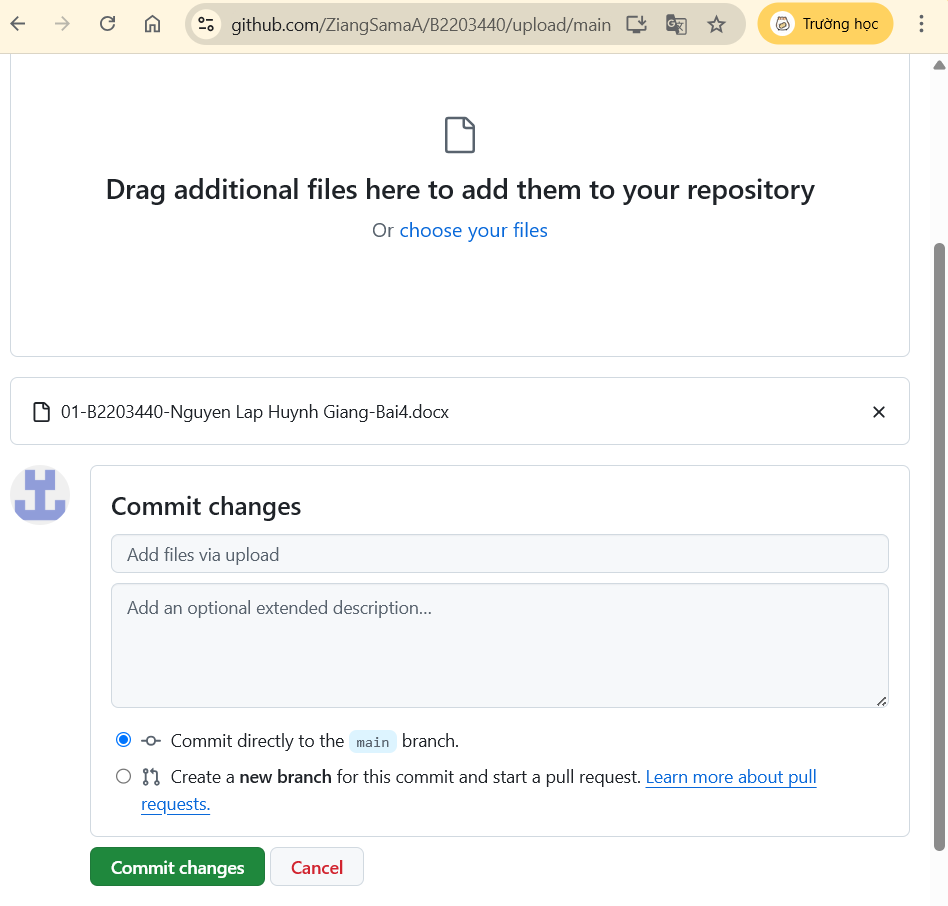 github.com/ZiangSamaA/B2203440/upload/main
Trường học
Drag additional files here to add them to your repository
Or choose your files
01-B2203440-Nguyen Lap Huynh Giang-Bai4.docx
Commit changes
Add files via upload
Add an optional extended description...
Commit directly to the main branch.
Create a new branch for this commit and start a pull request. Learn more about pull
requests.
Commit changes
Cancel